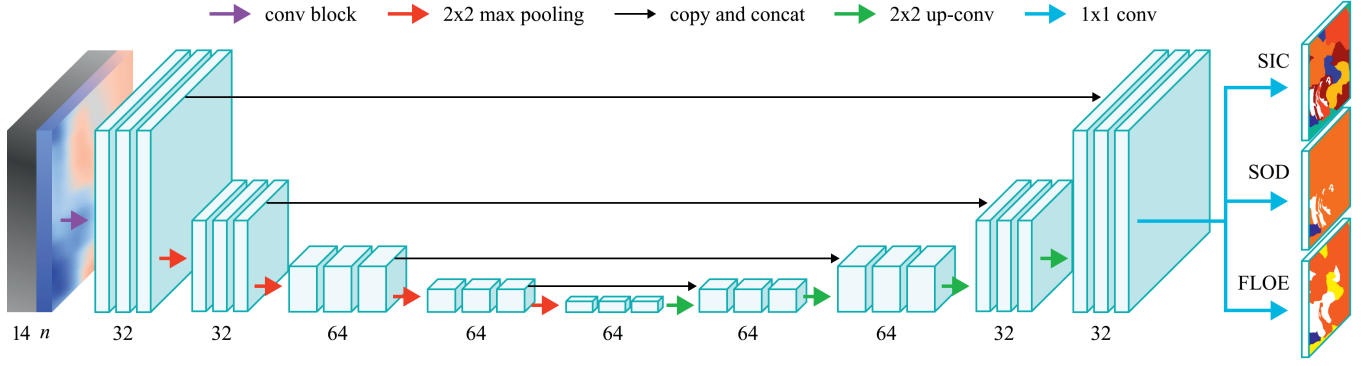 conv block 2x2 max pooling copy and concat 2x2 up-conv 1x1 conv
SIC
SOD
FLOE
14 n 32 32 64 64 64 64 64 32 32